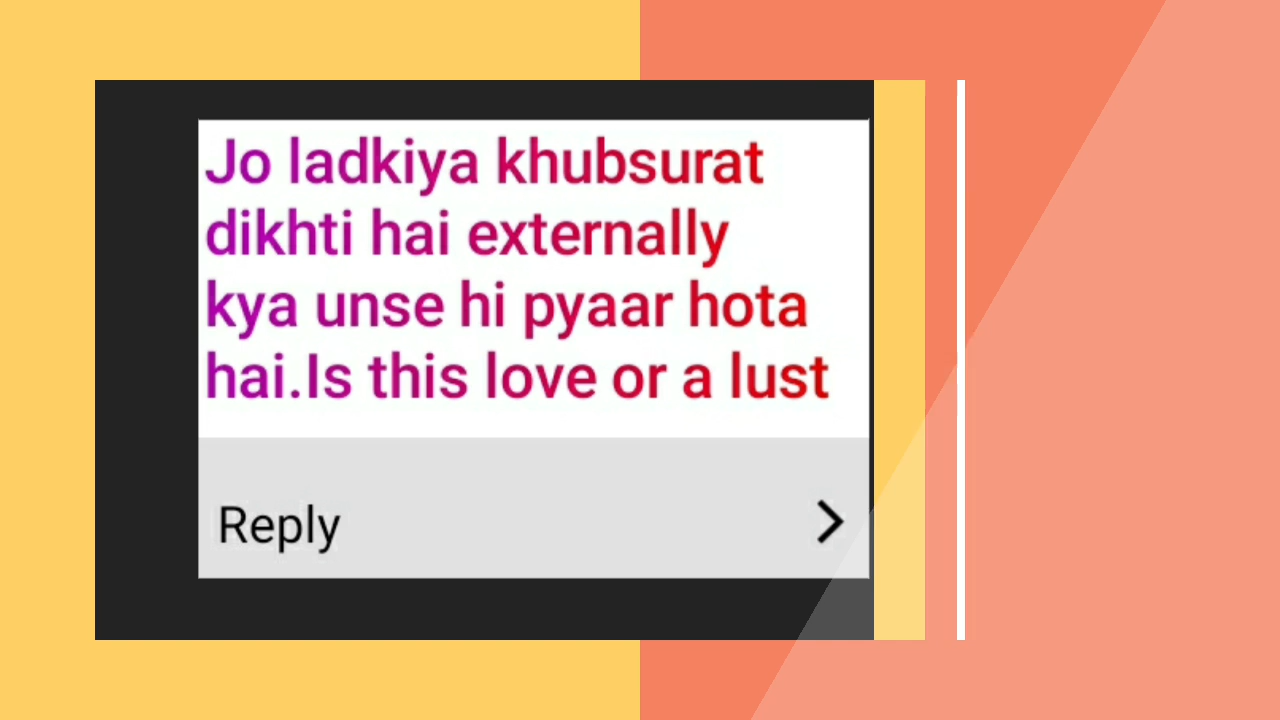 Jo ladkiya khubsurat
dikhti hai externally
kya unse hi pyaar hota
hai.Is this love or a lust
Reply